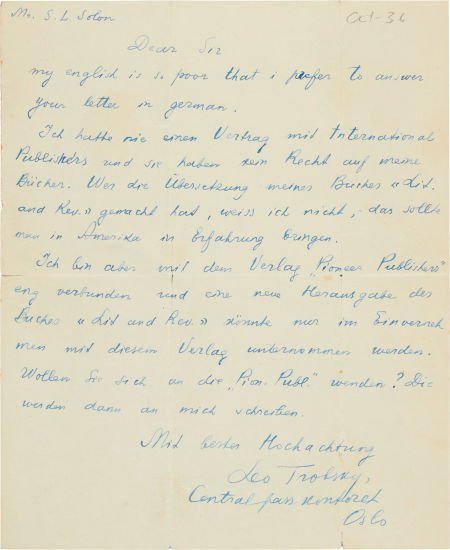 Mr. S. L. Solon
Oct-36
Dear Sir
my english is so poor that i prefer to answer
your letter in german.
Ich hatte nie einen Vertrag mit International
Publishers und sie haben kein Recht auf meine
Bücher. Wer die Übersetzung meines Buches „Lit.
and Rev.» gemacht hat, weiss ich nicht, das sollte
man in Amerika in Erfahrung bringen.
Ich bin aber mit dem Verlag „Pioneer Publishers"
eng verbunden und eine neue Herausgabe des
Buches „Lit and Rev.» könnte nur im Einverneh
men mit diesem Verlag unternommen werden.
Wollen Sie sich an die „Pion. Publ." wenden? Die
werden dann an mich schreiben.
Mit bester Hochachtung
Leo Trotsky,
Centralpasskontoret
Oslo